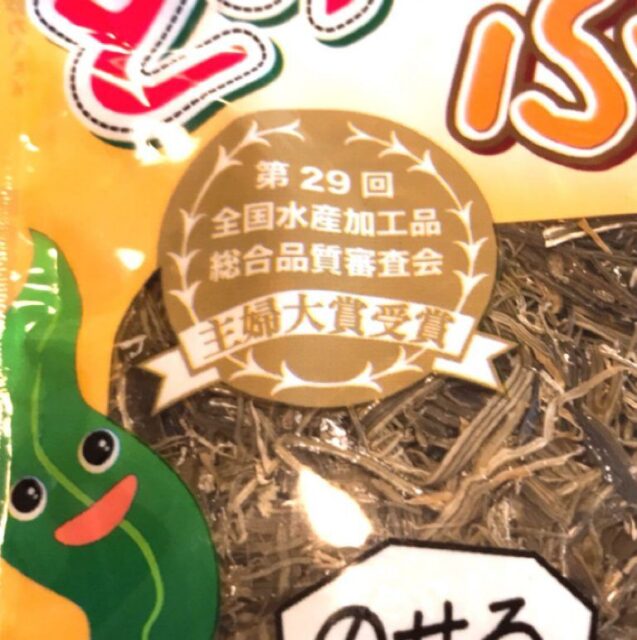 第29回
全国水産加工品
総合品質審査会
主婦大賞受賞
のせる